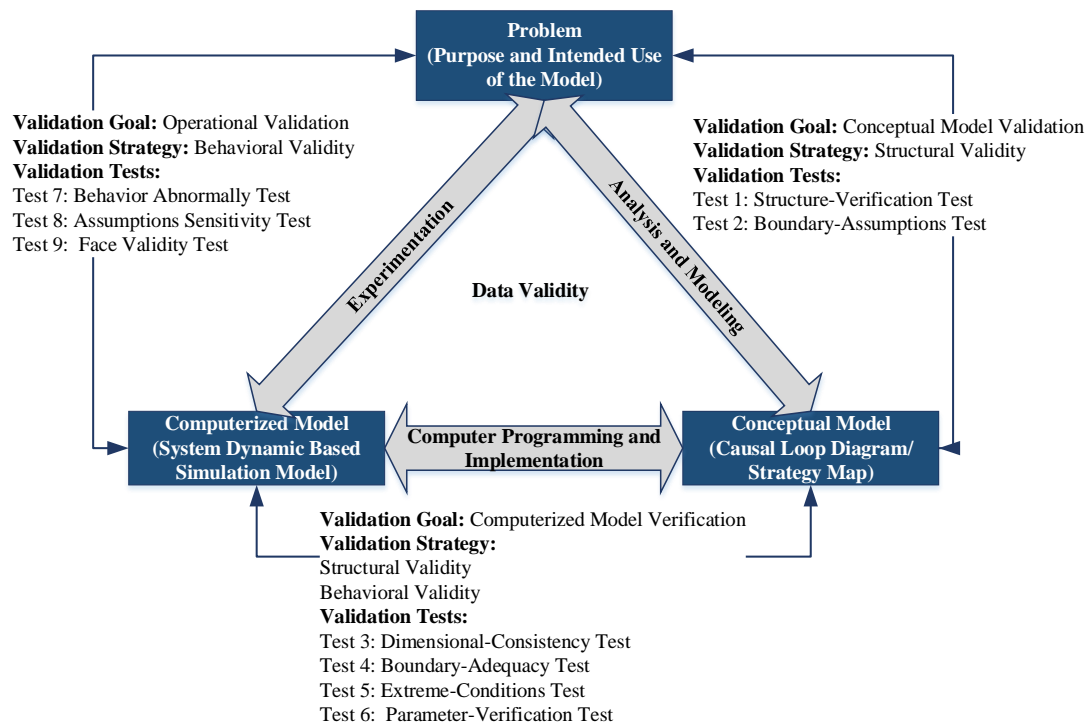 Problem
(Purpose and Intended Use
of the Model)
Validation Goal: Operational Validation
Validation Strategy: Behavioral Validity
Validation Tests:
Test 7: Behavior Abnormally Test
Test 8: Assumptions Sensitivity Test
Test 9:  Face Validity Test
Validation Goal: Conceptual Model Validation
Validation Strategy: Structural Validity
Validation Tests:
Test 1: Structure-Verification Test
Test 2: Boundary-Assumptions Test
Experimentation
Analysis and Modeling
Data Validity
Computerized Model
(System Dynamic Based
Simulation Model)
Computer Programming and
Implementation
Conceptual Model
(Causal Loop Diagram/
Strategy Map)
Validation Goal: Computerized Model Verification
Validation Strategy:
Structural Validity
Behavioral Validity
Validation Tests:
Test 3: Dimensional-Consistency Test
Test 4: Boundary-Adequacy Test
Test 5: Extreme-Conditions Test
Test 6:  Parameter-Verification Test